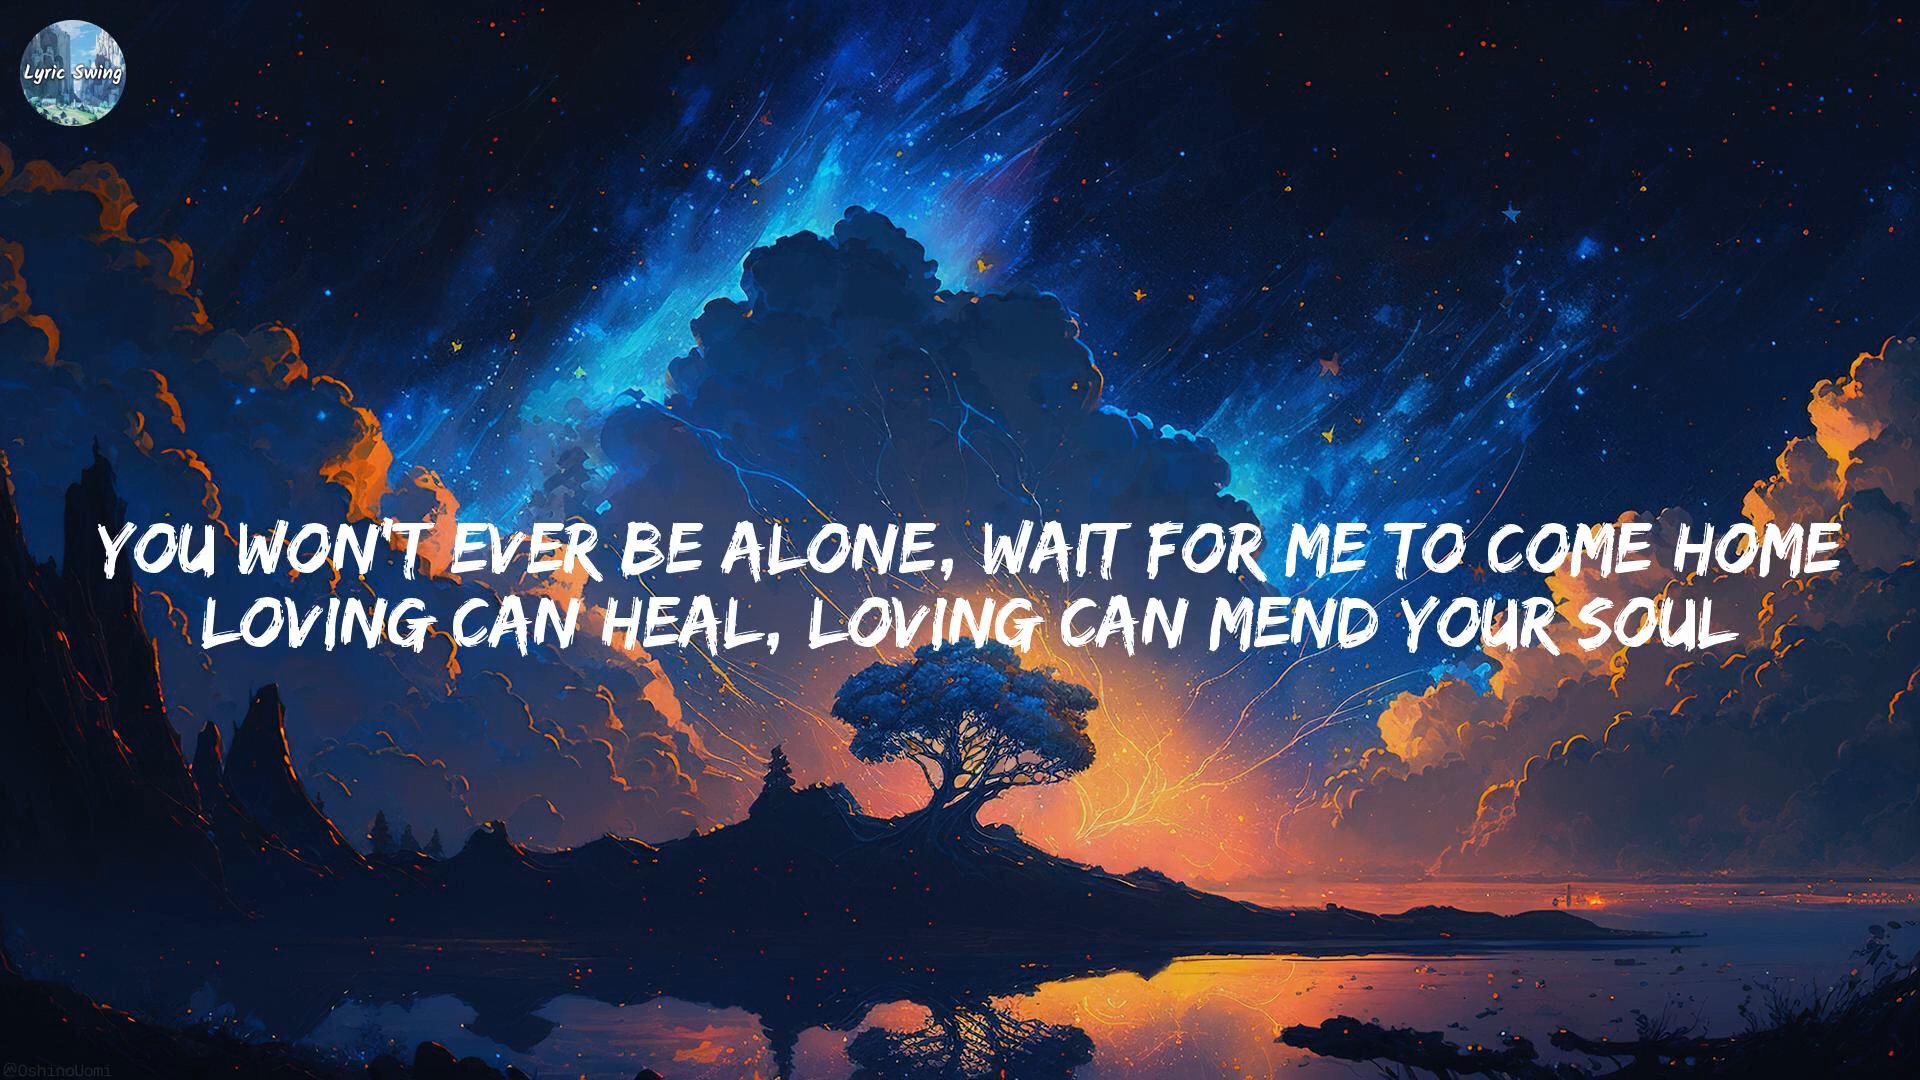 Lyric Swing
YOU WON'T EVER BE ALONE, WAIT FOR ME TO COME HOME
LOVING CAN HEAL, LOVING CAN MEND YOUR SOUL
@OshinoUomi